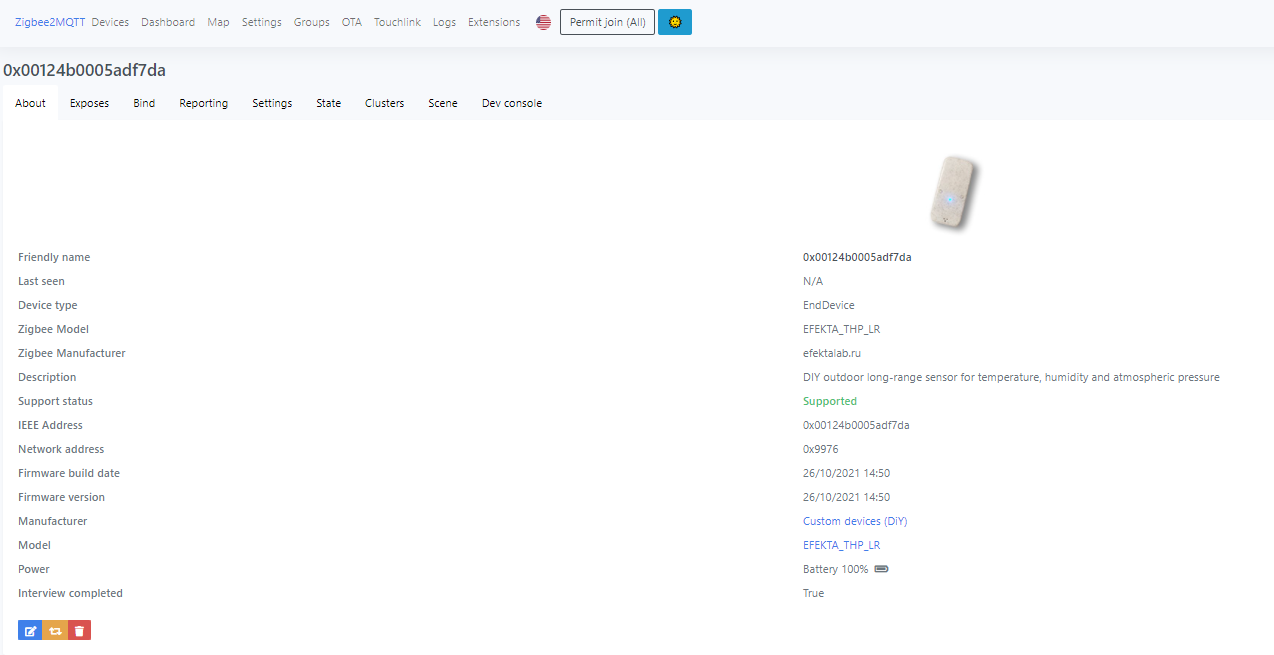 Zigbee2MQTT Devices Dashboard Map Settings Groups OTA Touchlink Logs Extensions Permit join (All)
0x00124b0005adf7da
About Exposes Bind Reporting Settings State Clusters Scene Dev console
Friendly name 0x00124b0005adf7da
Last seen N/A
Device type EndDevice
Zigbee Model EFEKTA_THP_LR
Zigbee Manufacturer efektalab.ru
Description DIY outdoor long-range sensor for temperature, humidity and atmospheric pressure
Support status Supported
IEEE Address 0x00124b0005adf7da
Network address 0x9976
Firmware build date 26/10/2021 14:50
Firmware version 26/10/2021 14:50
Manufacturer Custom devices (DiY)
Model EFEKTA_THP_LR
Power Battery 100%
Interview completed True